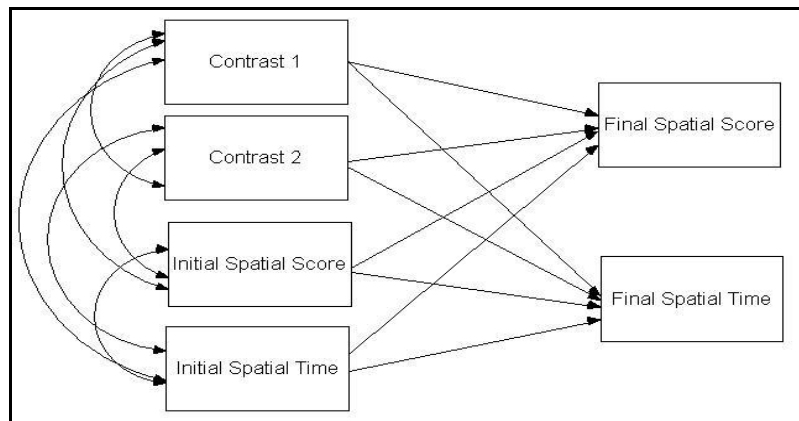 Contrast 1
Contrast 2
Initial Spatial Score
Initial Spatial Time
Final Spatial Score
Final Spatial Time